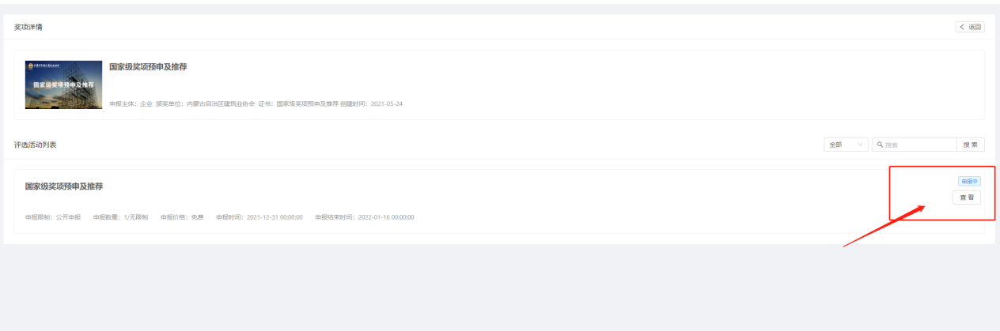 奖项详情
返回
国家级奖项预申及推荐
国家级奖项预申及推荐
申报主体：企业 颁奖单位：内蒙古自治区建筑业协会 证书：国家级奖项预申及推荐 创建时间：2021-05-24
评选活动列表
全部
搜索
搜 索
国家级奖项预申及推荐
申报中
查 看
申报限制：公开申报 申报数量：1/无限制 申报价格：免费 申报时间：2021-12-31 00:00:00 申报结束时间：2022-01-16 00:00:00